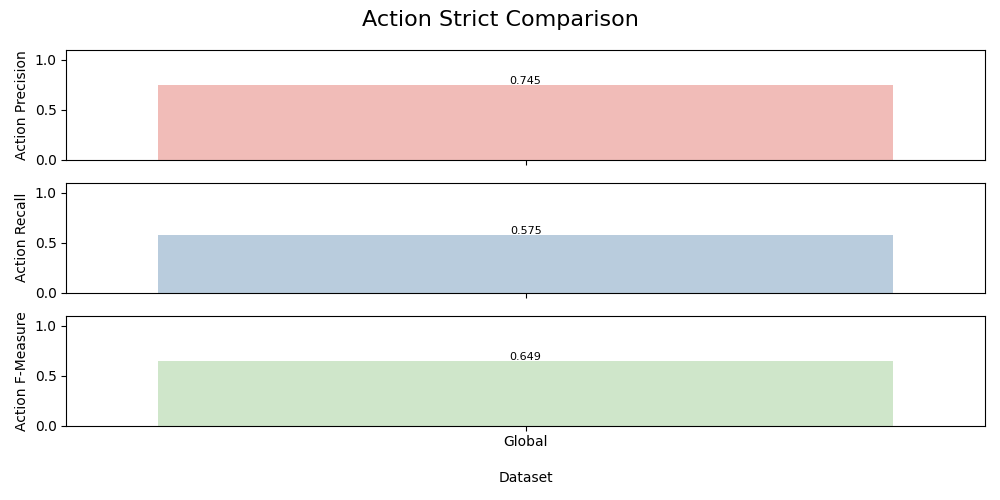 Action Strict Comparison
Action Precision
1.0
0.5
0.0
0.745
Action Recall
1.0
0.5
0.0
0.575
Action F-Measure
1.0
0.5
0.0
0.649
Global
Dataset